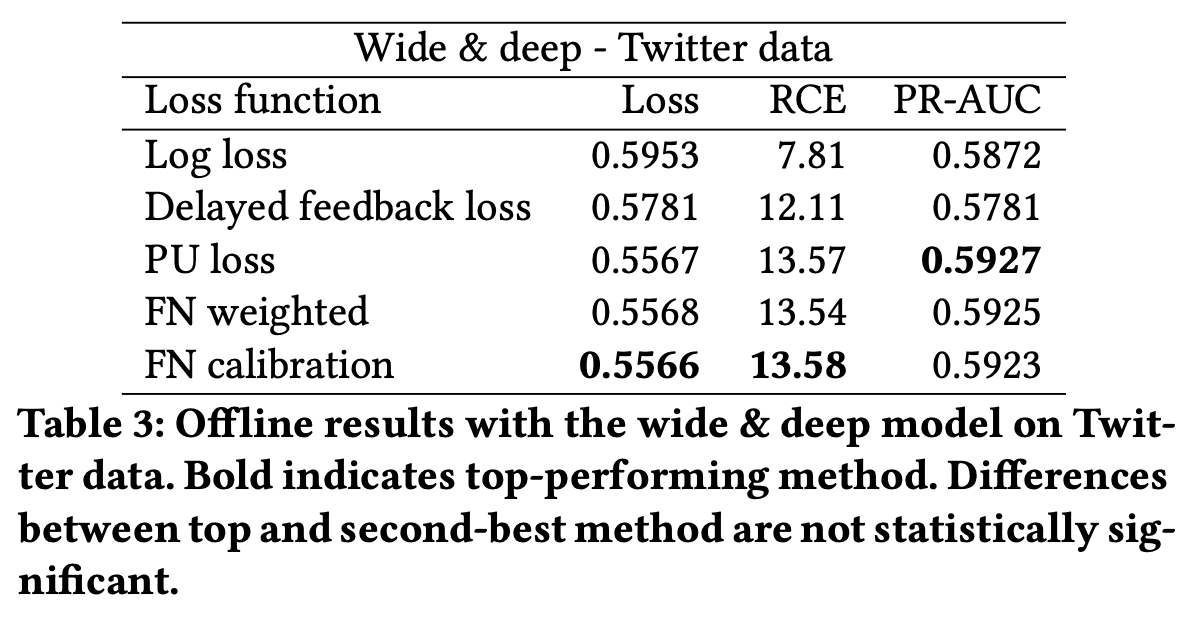 Wide & deep - Twitter data
Loss function Loss RCE PR-AUC
Log loss 0.5953 7.81 0.5872
Delayed feedback loss 0.5781 12.11 0.5781
PU loss 0.5567 13.57 0.5927
FN weighted 0.5568 13.54 0.5925
FN calibration 0.5566 13.58 0.5923
Table 3: Offline results with the wide & deep model on Twit-
ter data. Bold indicates top-performing method. Differences
between top and second-best method are not statistically sig-
nificant.